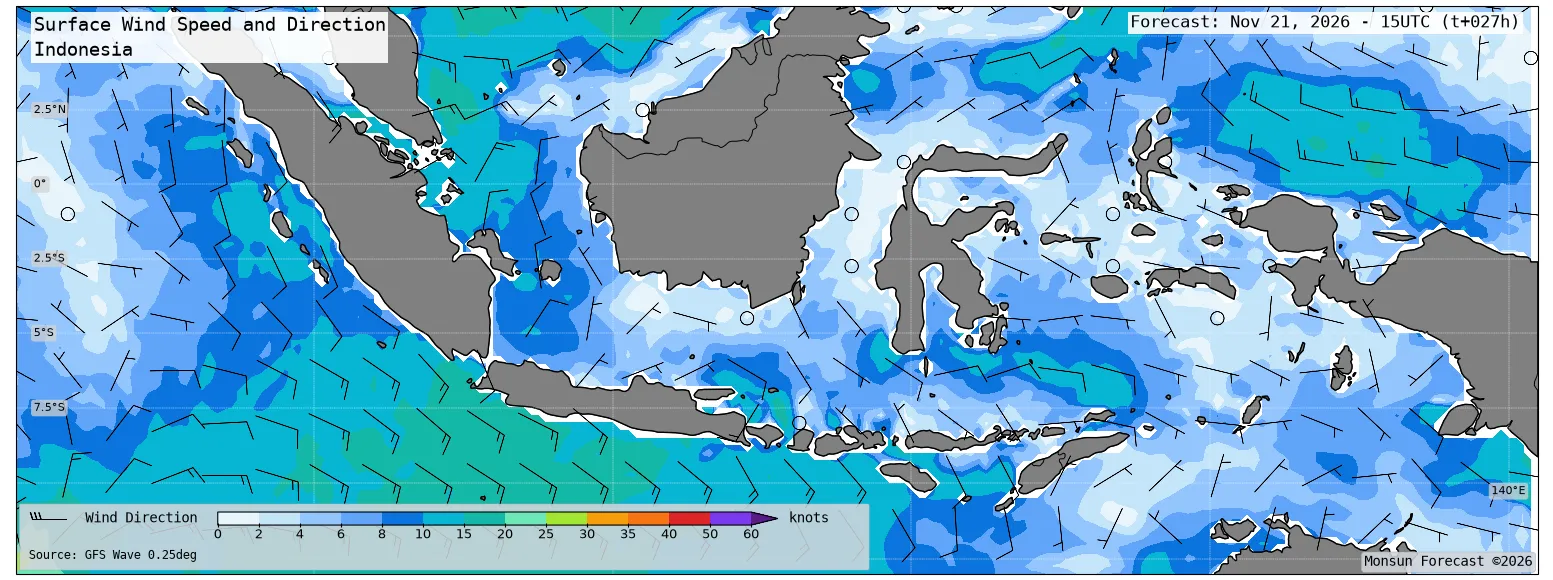 Surface Wind Speed and Direction
Indonesia
Forecast: Nov 21, 2026 - 15UTC (t+027h)
2.5°N
0°
2.5°S
5°S
7.5°S
140°E
Wind Direction
0 2 4 6 8 10 15 20 25 30 35 40 50 60
knots
Source: GFS Wave 0.25deg
Monsun Forecast ©2026